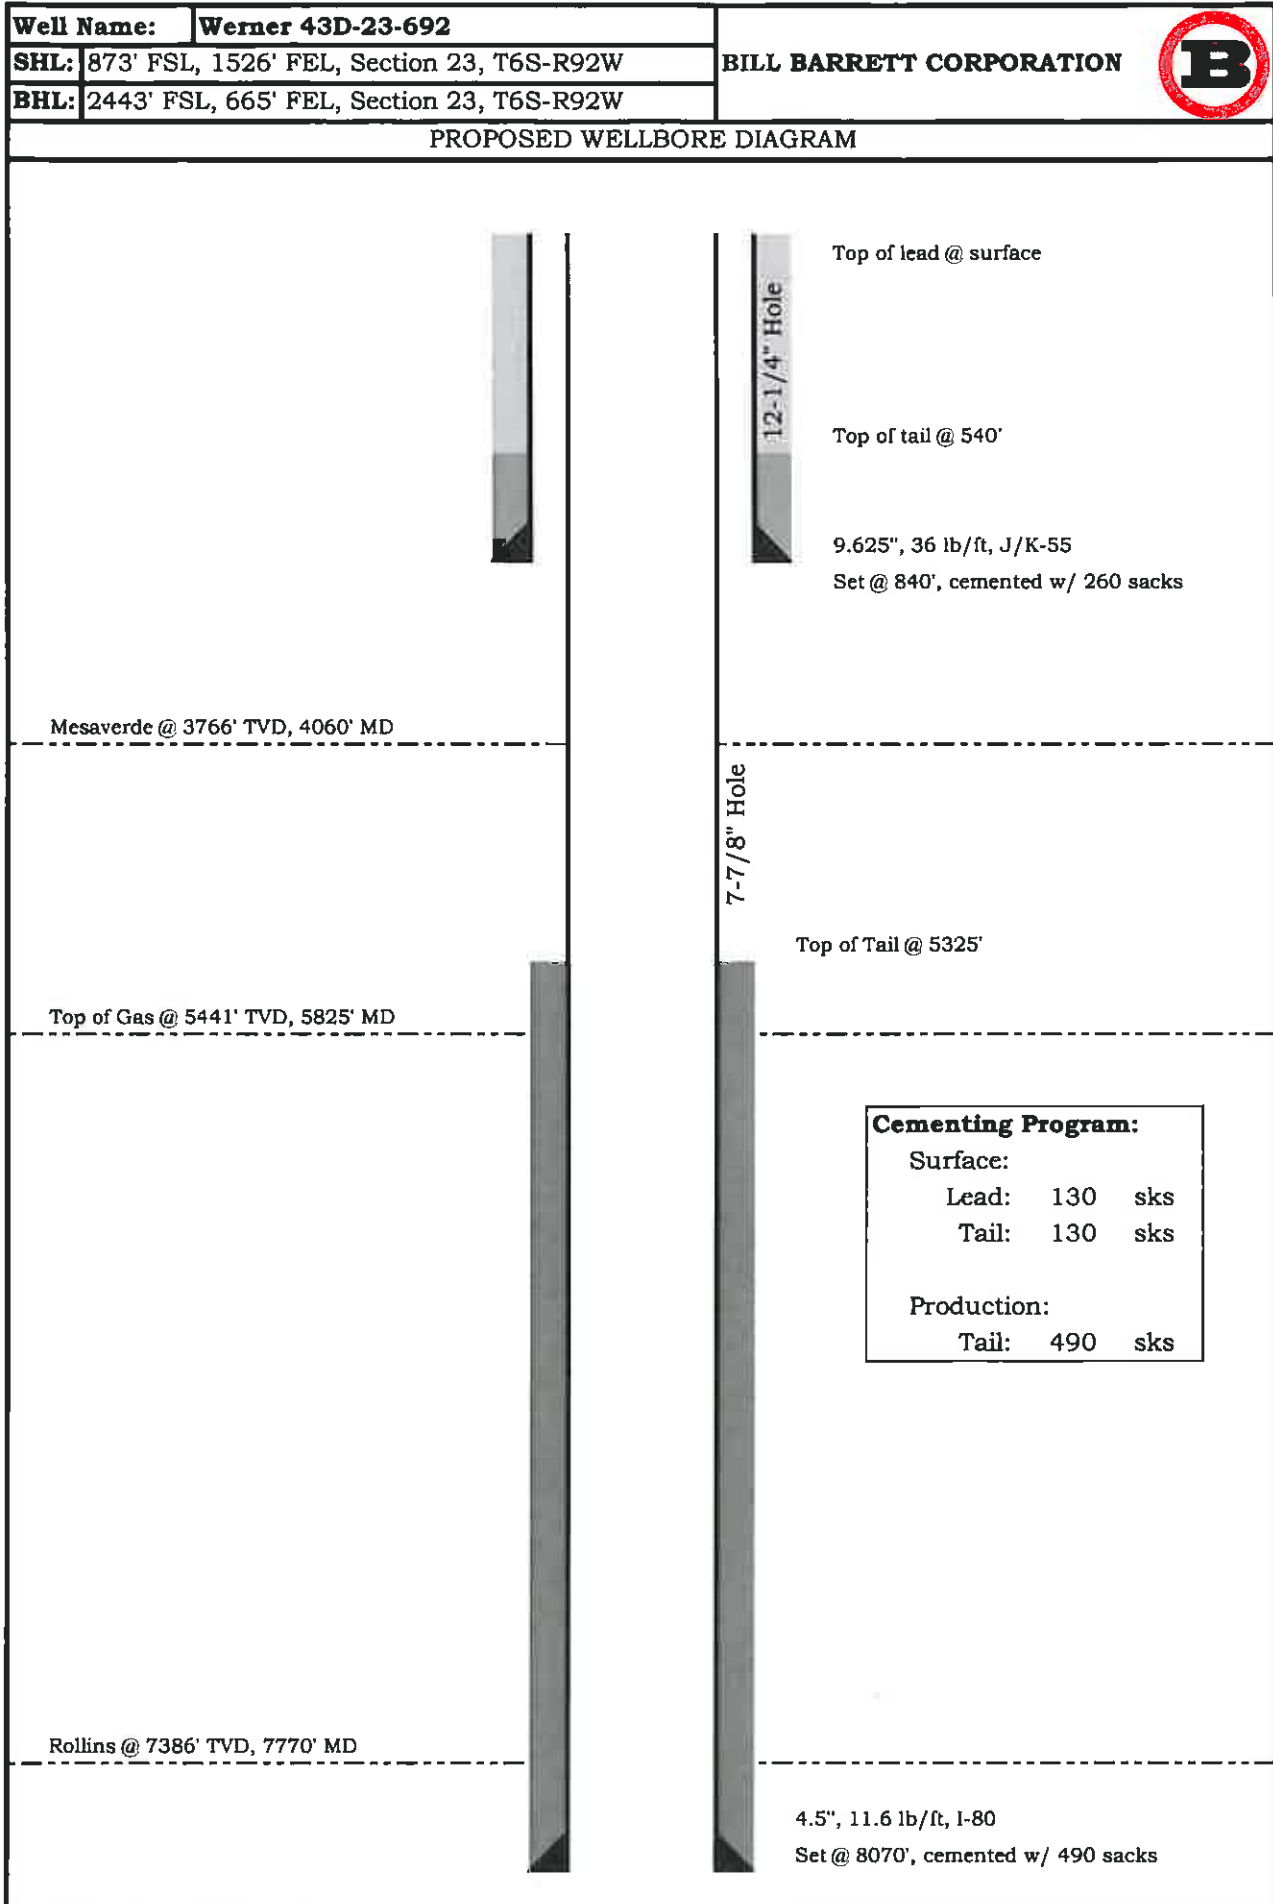 Well Name: Werner 43D-23-692
SHL: 873' FSL, 1526' FEL, Section 23, T6S-R92W
BHL: 2443' FSL, 665' FEL, Section 23, T6S-R92W
BILL BARRETT CORPORATION
B
PROPOSED WELLBORE DIAGRAM
Top of lead @ surface
12-1/4" Hole
Top of tail @ 540'
9.625", 36 lb/ft, J/K-55
Set @ 840', cemented w/ 260 sacks
Mesaverde @ 3766' TVD, 4060' MD
7-7/8" Hole
Top of Tail @ 5325'
Top of Gas @ 5441' TVD, 5825' MD
Cementing Program:
Surface:
Lead: 130 sks
Tail: 130 sks
Production:
Tail: 490 sks
Rollins @ 7386' TVD, 7770' MD
4.5", 11.6 lb/ft, I-80
Set @ 8070', cemented w/ 490 sacks